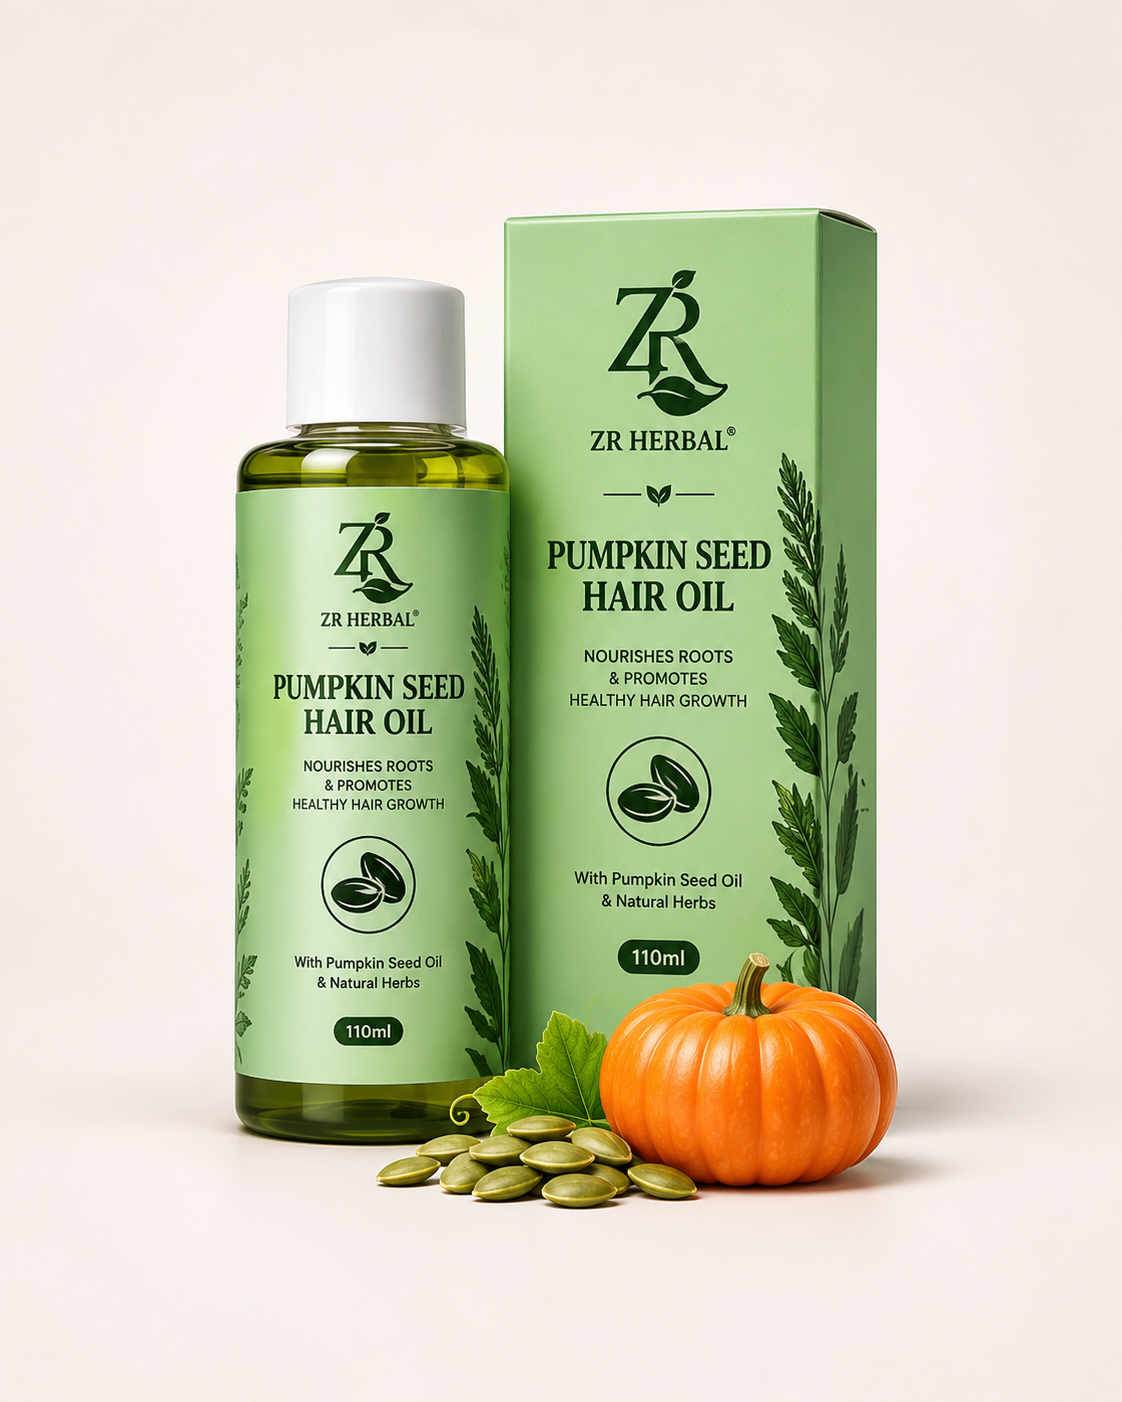 ZR
ZR HERBAL®
PUMPKIN SEED
HAIR OIL
NOURISHES ROOTS
& PROMOTES
HEALTHY HAIR GROWTH
With Pumpkin Seed Oil
& Natural Herbs
110ml
ZR
ZR HERBAL®
PUMPKIN SEED
HAIR OIL
NOURISHES ROOTS
& PROMOTES
HEALTHY HAIR GROWTH
With Pumpkin Seed Oil
& Natural Herbs
110ml